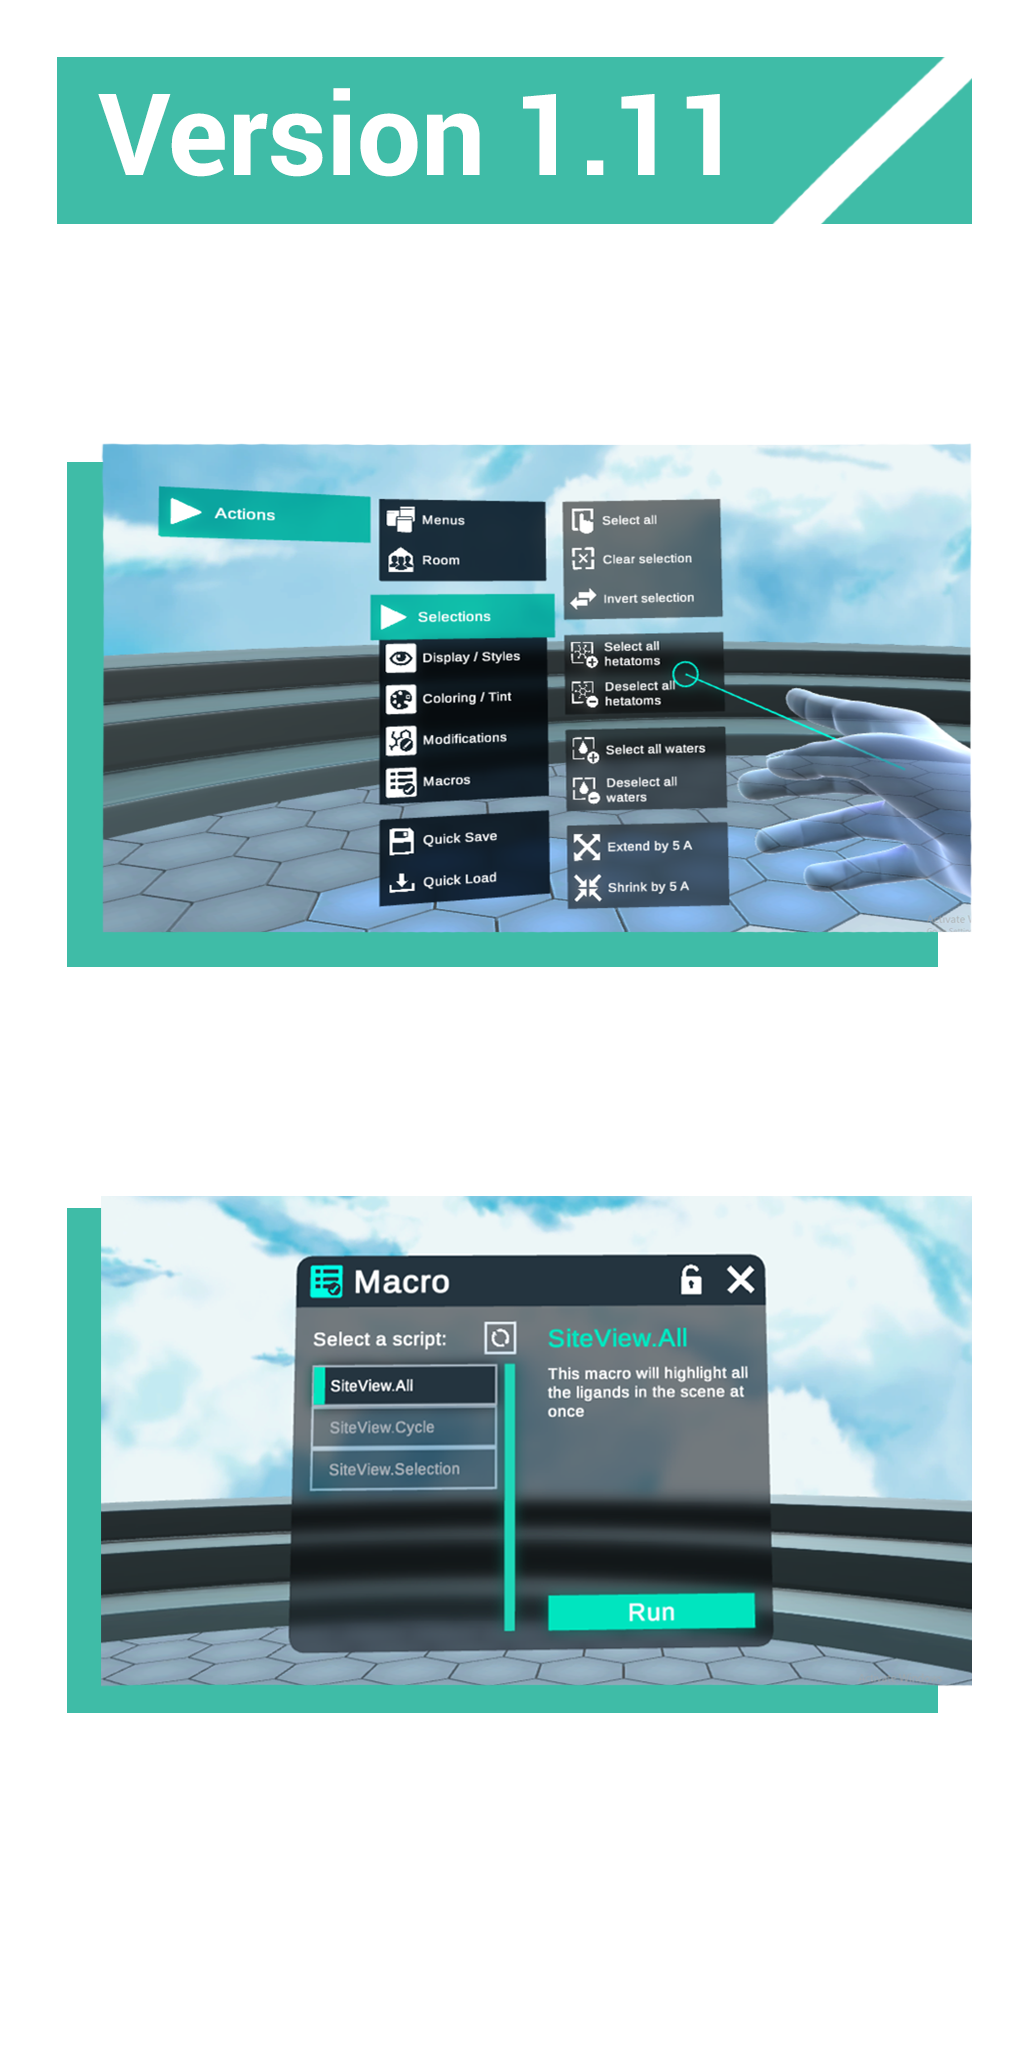 Version 1.11
Actions
Menus
Room
Selections
Display / Styles
Coloring / Tint
Modifications
Macros
Quick Save
Quick Load
Select all
Clear selection
Invert selection
Select all
hetatoms
Deselect all
hetatoms
Select all waters
Deselect all
waters
Extend by 5 A
Shrink by 5 A
Macro
Select a script:
SiteView.All
SiteView.Cycle
SiteView.Selection
SiteView.All
This macro will highlight all
the ligands in the scene at
once
Run